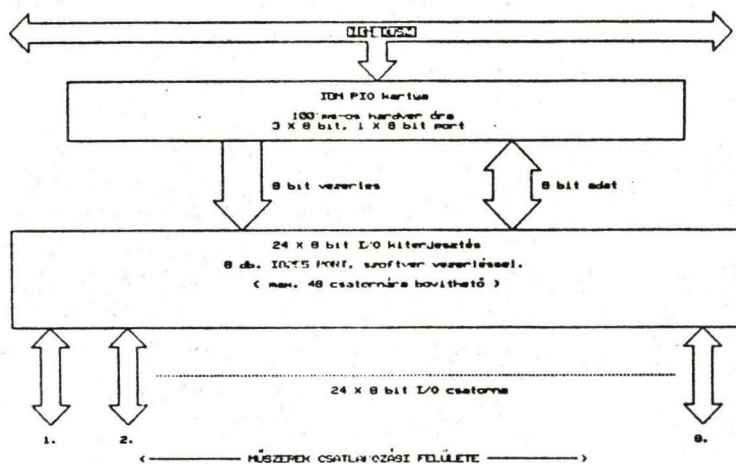 IBM PIO kartya
100 ms-os hardver óra
3 X 8 bit, 1 X 8 bit port
8 bit vezerles
8 bit adat
24 X 8 bit I/O kiterjesztés
8 db. PORT, szoftver vezerléssel.
( max. 48 csatornára bovithető )
24 X 8 bit I/O csatorna
1.
2.
8.
MŰSZEREK CSATLAKOZÁSI FELÜLETE